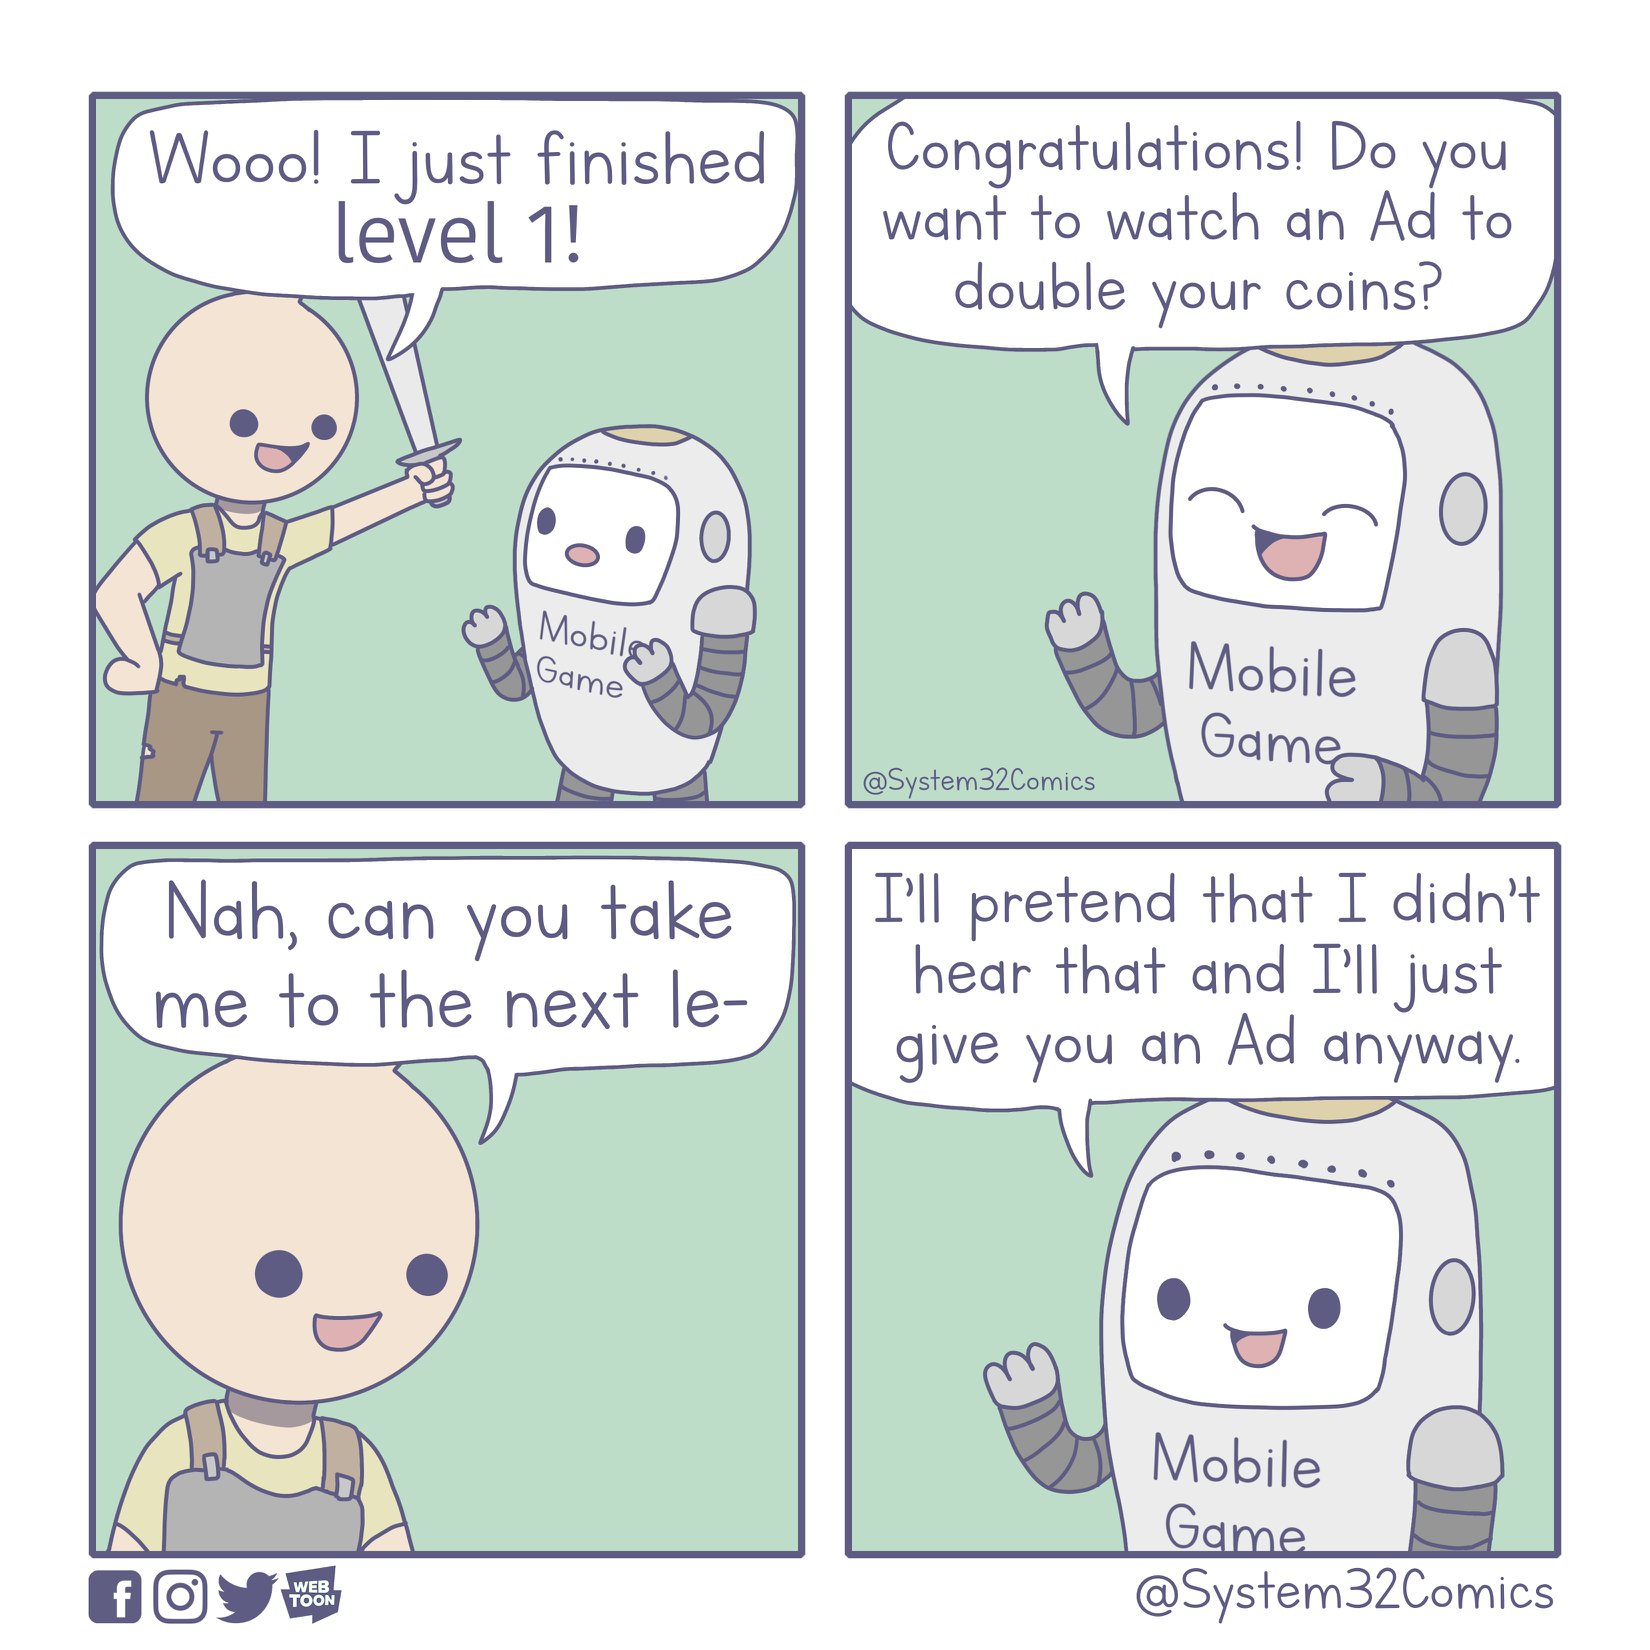 Wooo! I just finished
level 1!
Mobile
Game
Congratulations! Do you
want to watch an Ad to
double your coins?
Mobile
Game
@System32Comics
Nah, can you take
me to the next le-
I'll pretend that I didn't
hear that and I'll just
give you an Ad anyway.
Mobile
Game
f
WEB
TOON
@System32Comics